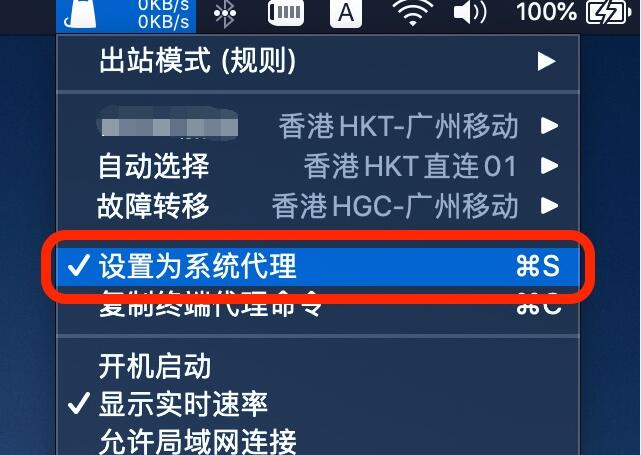 0KB/s
0KB/s
A
100%
出站模式 (规则)
香港HKT-广州移动
自动选择 香港HKT直连01
故障转移 香港HGC-广州移动
设置为系统代理 ⌘S
复制终端代理命令 ⌘C
开机启动
显示实时速率
允许局域网连接